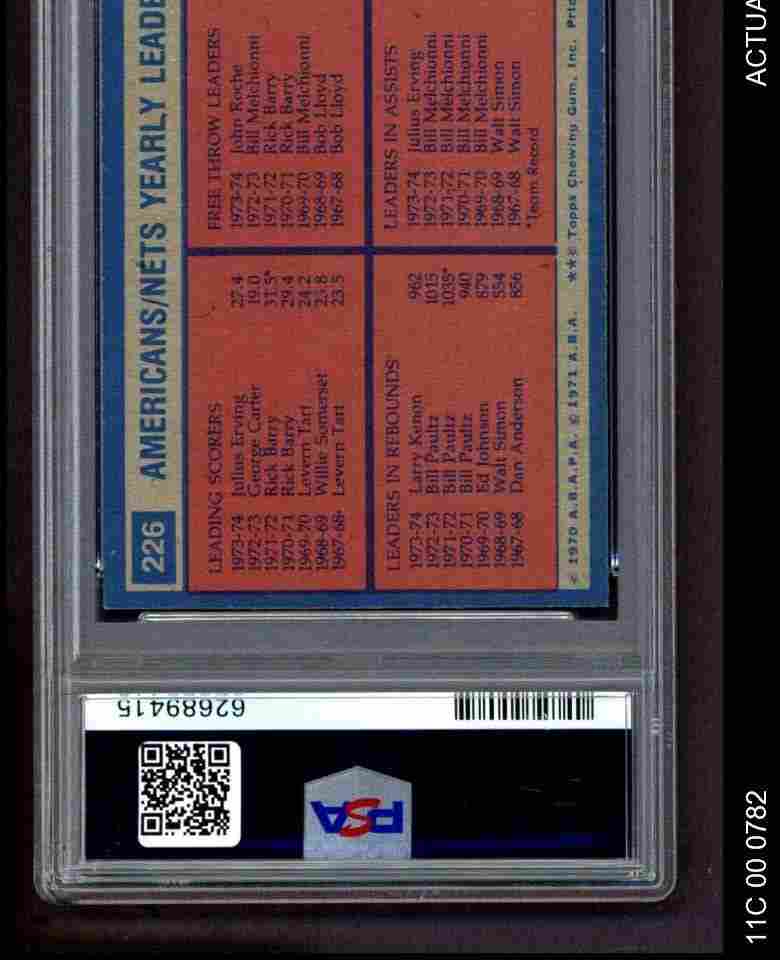 226 AMERICANS/NETS YEARLY LEADE
LEADING SCORERS
1973-74 Julius Erving 27.4
1972-73 George Carter 19.0
1971-72 Rick Barry 31.5*
1970-71 Rick Barry 29.4
1969-70 Levern Tart 24.2
1968-69 Willie Somerset 23.8
1967-68 Levern Tart 23.5
FREE THROW LEADERS
1973-74 John Roche
1972-73 Bill Melchionni
1971-72 Rick Barry
1970-71 Rick Barry
1969-70 Bill Melchionni
1968-69 Bob Lloyd
1967-68 Bob Lloyd
LEADERS IN REBOUNDS
1973-74 Larry Kenon 962
1972-73 Bill Paultz 1015
1971-72 Bill Paultz 1035*
1970-71 Bill Paultz 940
1969-70 Ed Johnson 879
1968-69 Walt Simon 554
1967-68 Dan Anderson 856
LEADERS IN ASSISTS
1973-74 Julius Erving
1972-73 Bill Melchionni
1971-72 Bill Melchionni
1970-71 Bill Melchionni
1969-70 Bill Melchionni
1968-69 Walt Simon
1967-68 Walt Simon
*Team Record
© 1970 A.B.A.P.A. © 1971 A.B.A. **© Topps Chewing Gum, Inc. Prin
62689415
PSA
11C 00 0782
ACTUA